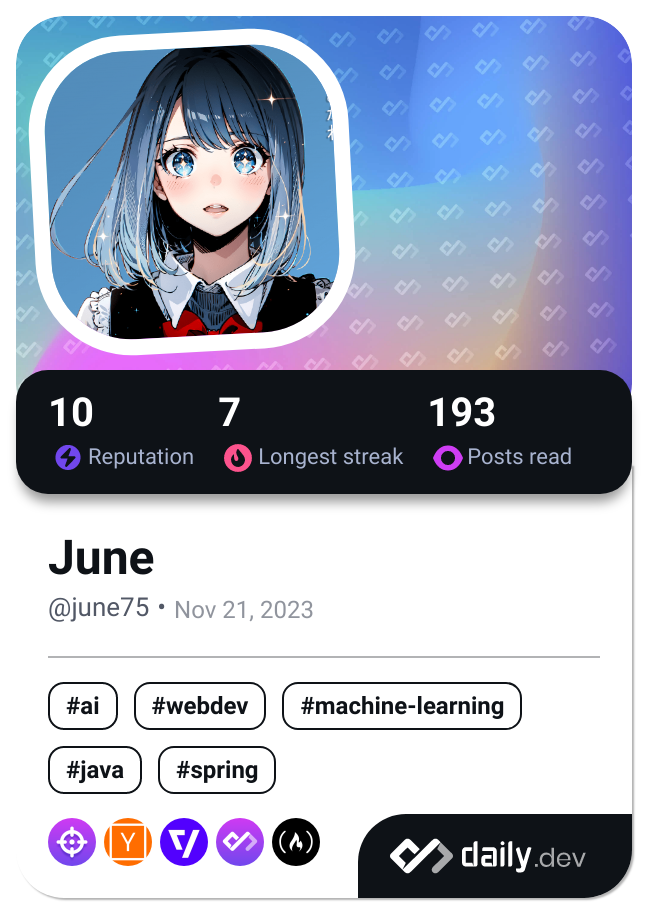 10
7
193
Reputation
Longest streak
Posts read
June
@june75 • Nov 21, 2023
#ai
#webdev
#machine-learning
#java
#spring
daily.dev